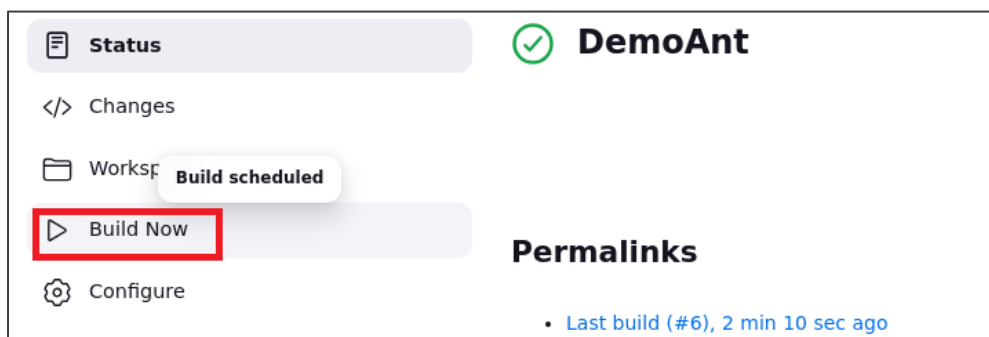 Status
Changes
Worksp
Build scheduled
Build Now
Configure
DemoAnt
Permalinks
Last build (#6), 2 min 10 sec ago